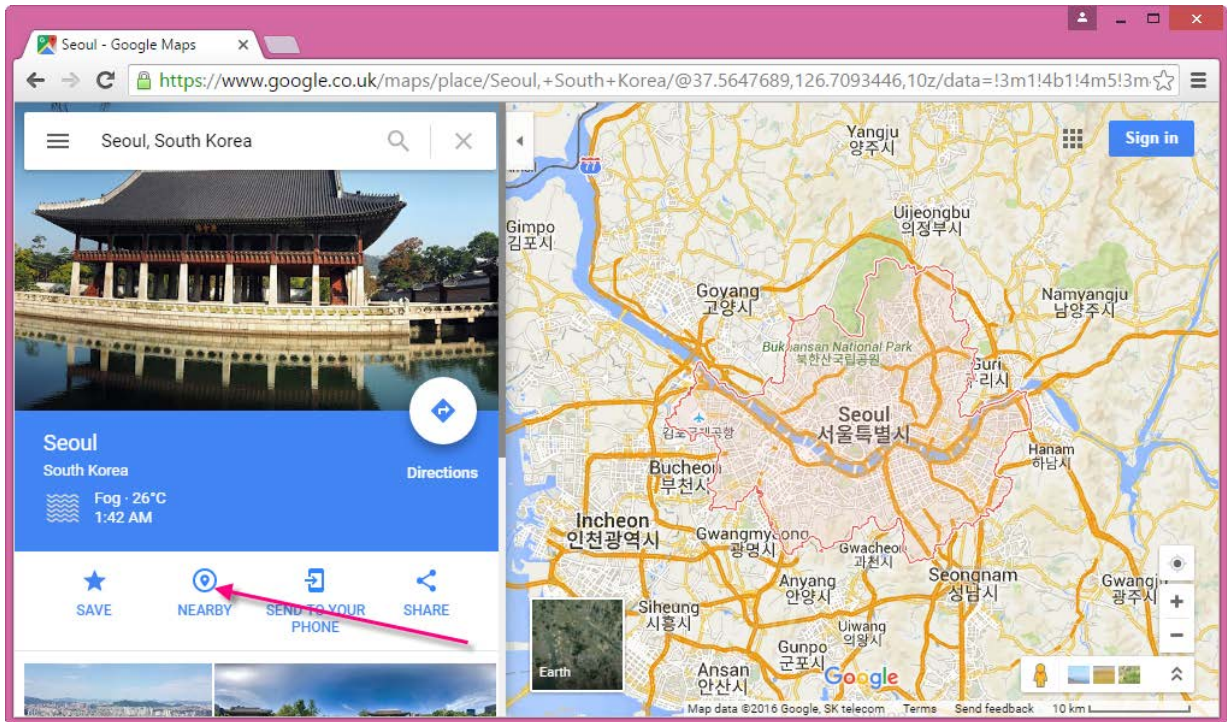 Seoul - Google Maps
https://www.google.co.uk/maps/place/Seoul,+South+Korea/@37.5647689,126.7093446,10z/data=!3m1!4b1!4m5!3m
Seoul, South Korea
Sign in
Seoul
South Korea
Directions
Fog · 26°C
1:42 AM
SAVE
NEARBY
SEND TO YOUR
PHONE
SHARE
77
Yangju
양주시
Uijeongbu
의정부시
Gimpo
김포시
Goyang
고양시
Namyangju
남양주시
National Park
북한산국립공원
Guri
리시
Seoul
서울특별시
Hanam
하남시
Bucheon
부천시
Incheon
인천광역시
광명시
Gwacheon
과천시
Anyang
안양시
Seongnam
성남시
광주시
Siheung
시흥시
Uiwang
의왕시
Gunpo
군포시
Ansan
안산시
Earth
Google
Map data ©2016 Google, SK telecom
Terms
Send feedback
10 km